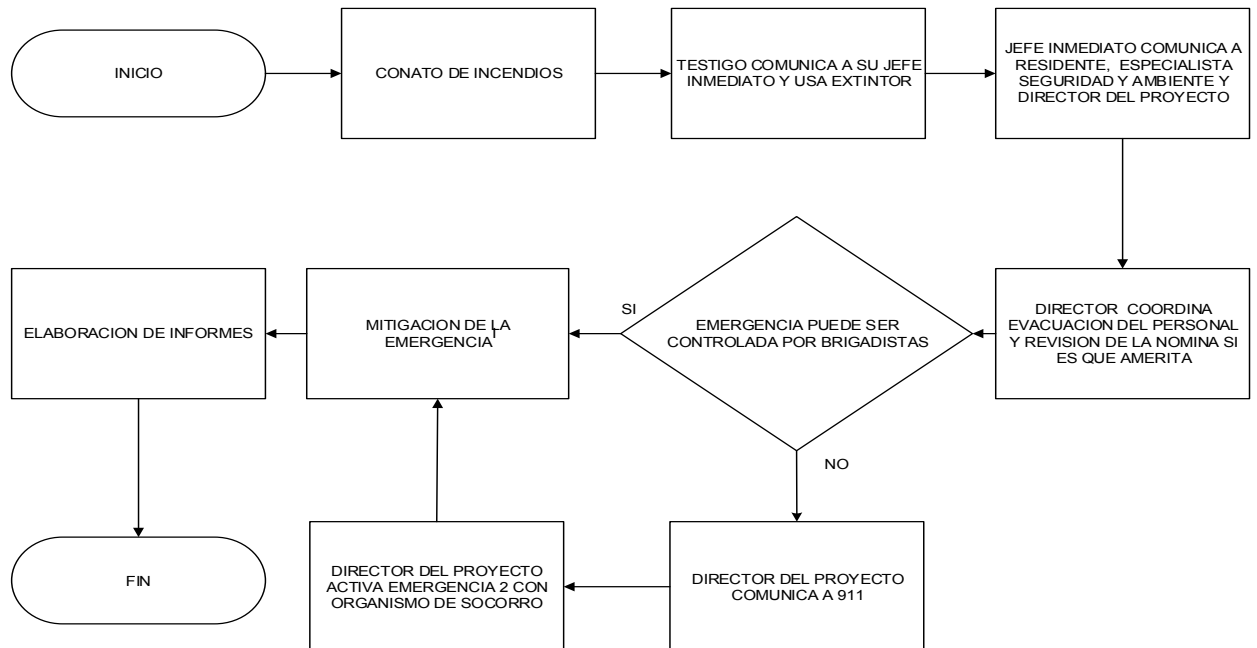 INICIO
CONATO DE INCENDIOS
TESTIGO COMUNICA A SU JEFE
INMEDIATO Y USA EXTINTOR
JEFE INMEDIATO COMUNICA A
RESIDENTE, ESPECIALISTA
SEGURIDAD Y AMBIENTE Y
DIRECTOR DEL PROYECTO
DIRECTOR COORDINA
EVACUACION DEL PERSONAL
Y REVISION DE LA NOMINA SI
ES QUE AMERITA
EMERGENCIA PUEDE SER
CONTROLADA POR BRIGADISTAS
SI
MITIGACION DE LA
EMERGENCIA
ELABORACION DE INFORMES
NO
DIRECTOR DEL PROYECTO
COMUNICA A 911
DIRECTOR DEL PROYECTO
ACTIVA EMERGENCIA 2 CON
ORGANISMO DE SOCORRO
FIN